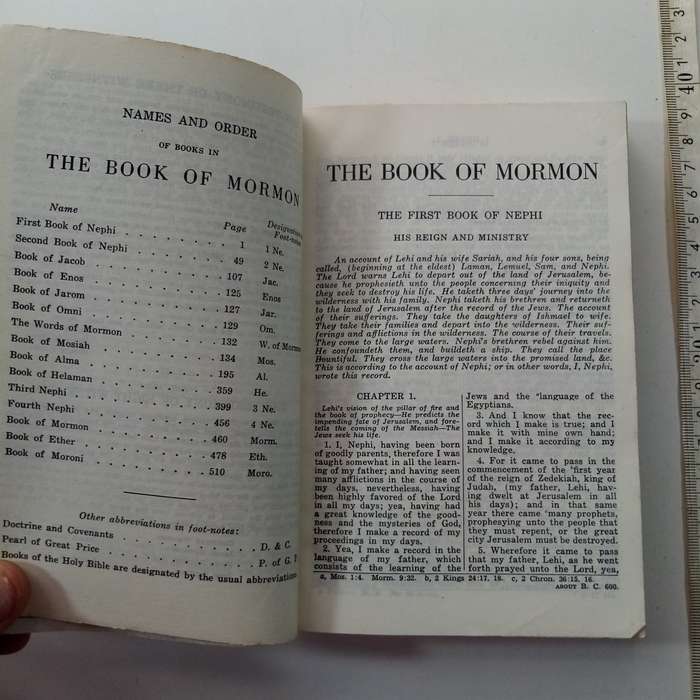 NAMES AND ORDER
OF BOOKS IN
THE BOOK OF MORMON
Name Page Designation in Foot-notes
First Book of Nephi . . . . . . . . 1 1 Ne.
Second Book of Nephi . . . . . . . . 49 2 Ne.
Book of Jacob . . . . . . . . 107 Jac.
Book of Enos . . . . . . . . 125 Enos
Book of Jarom . . . . . . . . 127 Jar.
Book of Omni . . . . . . . . 129 Om.
The Words of Mormon . . . . . . . . 132 W. of Morm.
Book of Mosiah . . . . . . . . 134 Mos.
Book of Alma . . . . . . . . 195 Al.
Book of Helaman . . . . . . . . 359 He.
Third Nephi . . . . . . . . 399 3 Ne.
Fourth Nephi . . . . . . . . 456 4 Ne.
Book of Mormon . . . . . . . . 460 Morm.
Book of Ether . . . . . . . . 478 Eth.
Book of Moroni . . . . . . . . 510 Moro.
Other abbreviations in foot-notes:
Doctrine and Covenants . . . . . . . . D. & C.
Pearl of Great Price . . . . . . . . P. of G. P.
Books of the Holy Bible are designated by the usual abbreviations
THE BOOK OF MORMON
THE FIRST BOOK OF NEPHI
HIS REIGN AND MINISTRY
An account of Lehi and his wife Sariah, and his four sons, being
called, (beginning at the eldest) Laman, Lemuel, Sam, and Nephi.
The Lord warns Lehi to depart out of the land of Jerusalem, be-
cause he prophesieth unto the people concerning their iniquity and
they seek to destroy his life. He taketh three days' journey into the
wilderness with his family. Nephi taketh his brethren and returneth
to the land of Jerusalem after the record of the Jews. The account
of their sufferings. They take the daughters of Ishmael to wife.
They take their families and depart into the wilderness. Their suf-
ferings and afflictions in the wilderness. The course of their travels.
They come to the large waters. Nephi's brethren rebel against him.
He confoundeth them, and buildeth a ship. They call the place
Bountiful. They cross the large waters into the promised land, &c.
This is according to the account of Nephi; or in other words, I, Nephi,
wrote this record.
CHAPTER 1.
Lehi's vision of the pillar of fire and
the book of prophecy—He predicts the
impending fate of Jerusalem, and fore-
tells the coming of the Messiah—The
Jews seek his life.
1. I, Nephi, having been born
of goodly parents, therefore I was
taught somewhat in all the learn-
ing of my father; and having seen
many afflictions in the course of
my days, nevertheless, having
been highly favored of the Lord
in all my days; yea, having had
a great knowledge of the good-
ness and the mysteries of God,
therefore I make a record of my
proceedings in my days.
2. Yea, I make a record in the
language of my father, which
consists of the learning of the
Jews and the "language of the
Egyptians.
3. And I know that the rec-
ord which I make is true; and I
make it with mine own hand;
and I make it according to my
knowledge.
4. For it came to pass in the
commencement of the 'first year
of the reign of Zedekiah, king of
Judah, (my father, Lehi, hav-
ing dwelt at Jerusalem in all
his days); and in that same
year there came 'many prophets,
prophesying unto the people that
they must repent, or the great
city Jerusalem must be destroyed.
5. Wherefore it came to pass
that my father, Lehi, as he went
forth prayed unto the Lord, yea,
a, Mos. 1:4. Morm. 9:32. b, 2 Kings 24:17, 18. c, 2 Chron. 36:15, 16.
ABOUT B. C. 600.
3
2
1
40
9
8
7
6
5
4
3
2
1